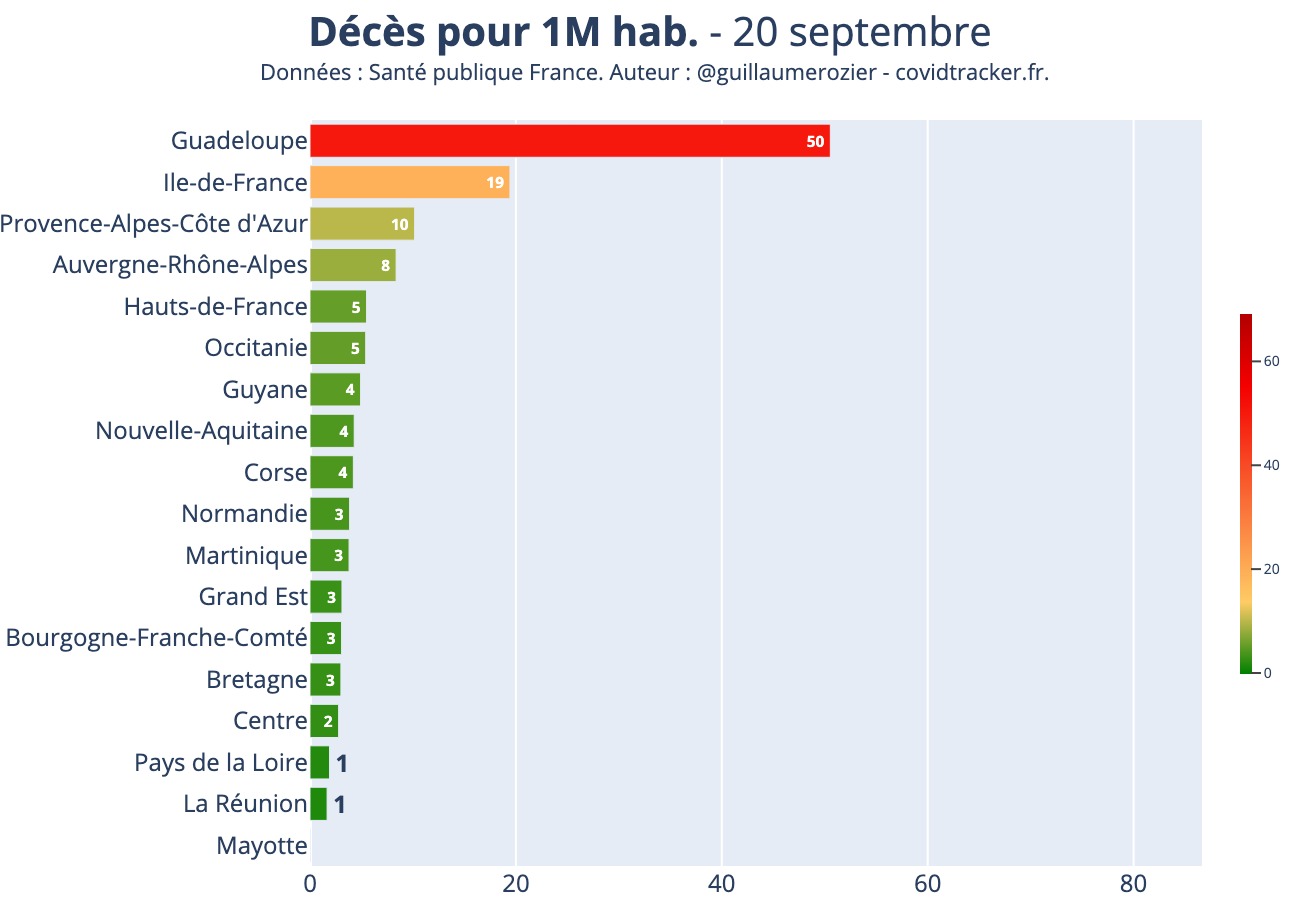 Décès pour 1M hab. - 20 septembre
Données : Santé publique France. Auteur : @guillaumerozier - covidtracker.fr.
Guadeloupe 50
Ile-de-France 19
Provence-Alpes-Côte d'Azur 10
Auvergne-Rhône-Alpes 8
Hauts-de-France 5
Occitanie 5
Guyane 4
Nouvelle-Aquitaine 4
Corse 4
Normandie 3
Martinique 3
Grand Est 3
Bourgogne-Franche-Comté 3
Bretagne 3
Centre 2
Pays de la Loire 1
La Réunion 1
Mayotte
0 20 40 60 80
60
40
20
0